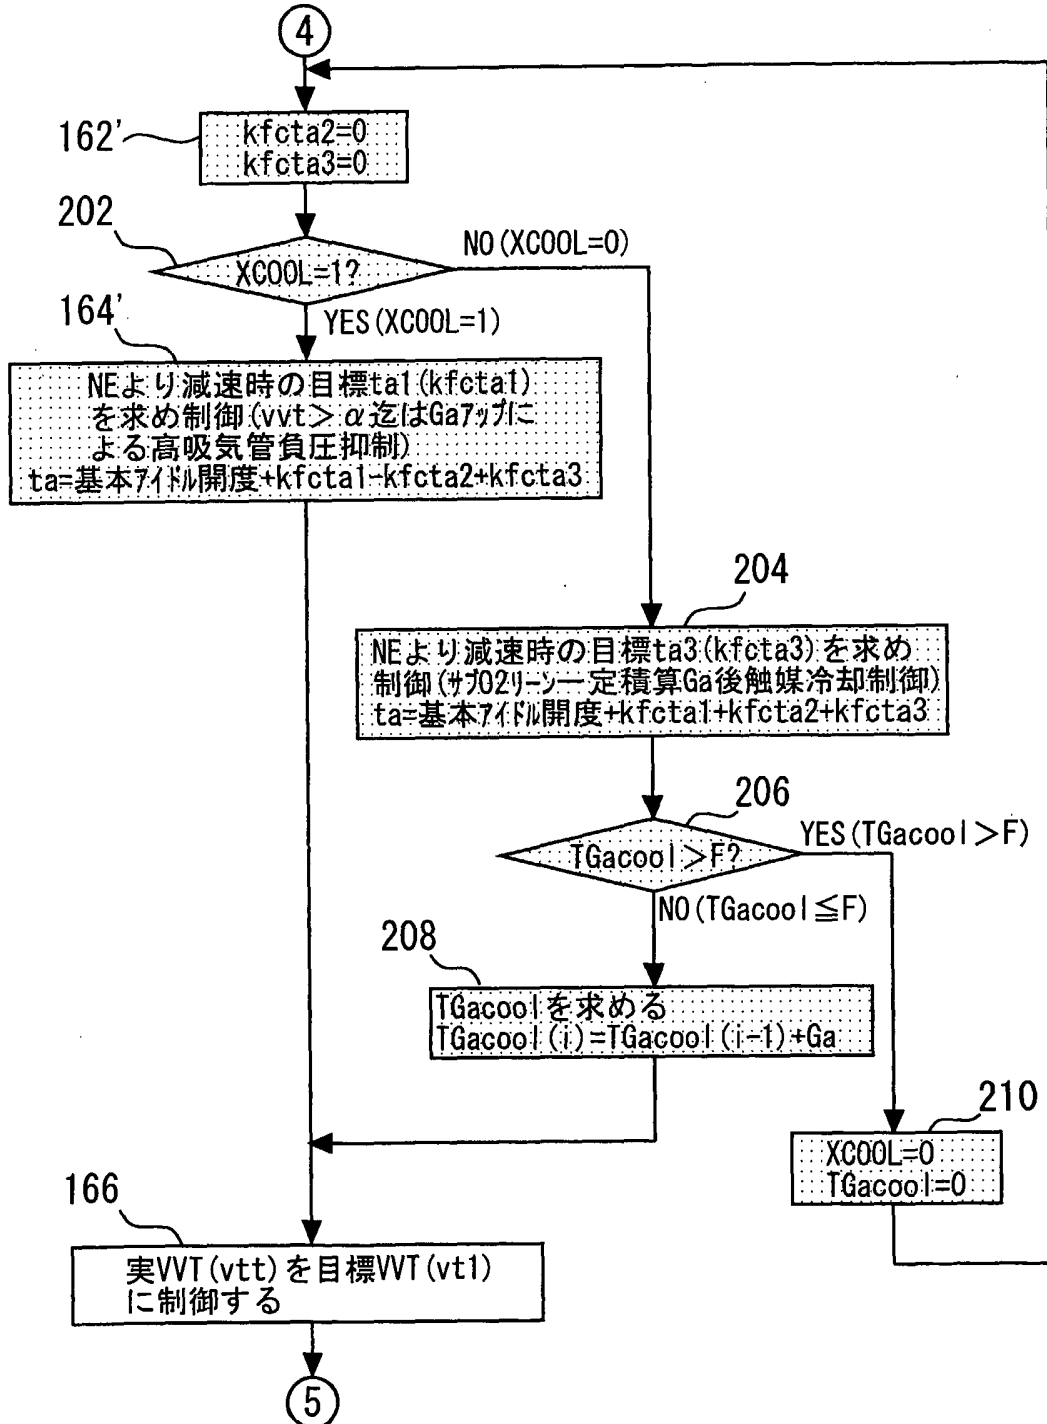 4
162'
kfcta2=0
kfcta3=0
202
XCOOL=1?
NO(XCOOL=0)
YES(XCOOL=1)
164'
NEより減速時の目標ta1(kfcta1)
を求め制御(vvt>α迄はGaアップに
よる高吸気管負圧抑制)
ta=基本アイドル開度+kfcta1-kfcta2+kfcta3
204
NEより減速時の目標ta3(kfcta3)を求め
制御(サブO2リーン一定積算Ga後触媒冷却制御)
ta=基本アイドル開度+kfcta1+kfcta2+kfcta3
206
TGacool>F?
YES(TGacool>F)
NO(TGacool≦F)
208
TGacoolを求める
TGacool(i)=TGacool(i-1)+Ga
210
XCOOL=0
TGacool=0
166
実VVT(vtt)を目標VVT(vt1)
に制御する
5